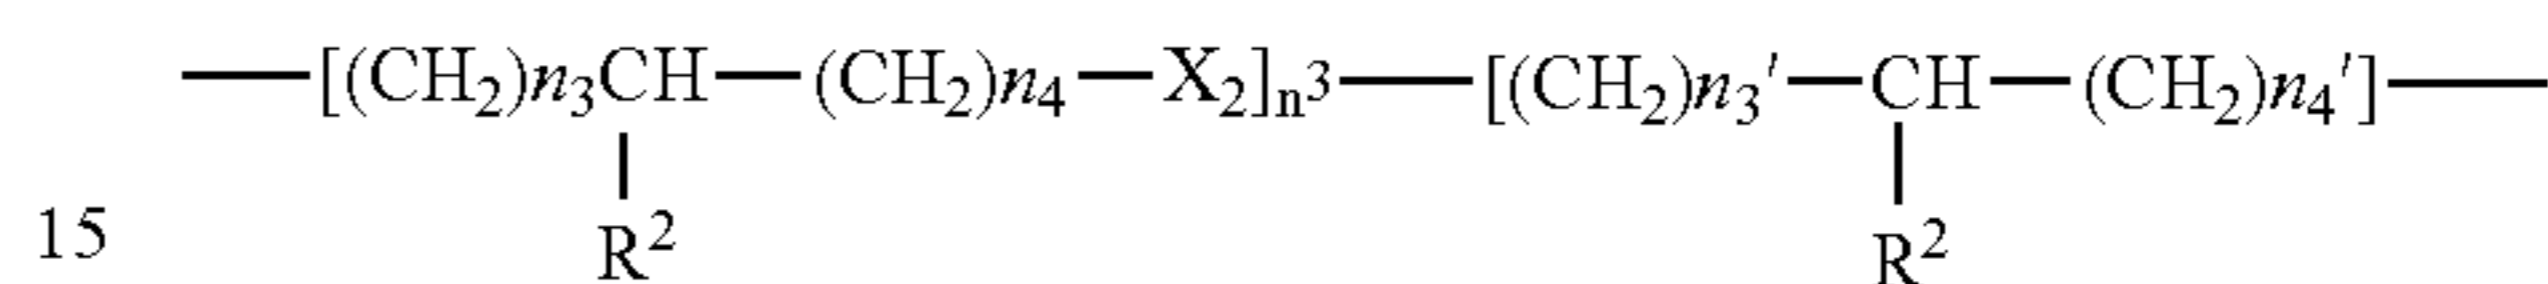 —[(CH₂)n₃CH—(CH₂)n₄—X₂]ₙ3—[(CH₂)n₃′—CH—(CH₂)n₄′]—
15 R² R²